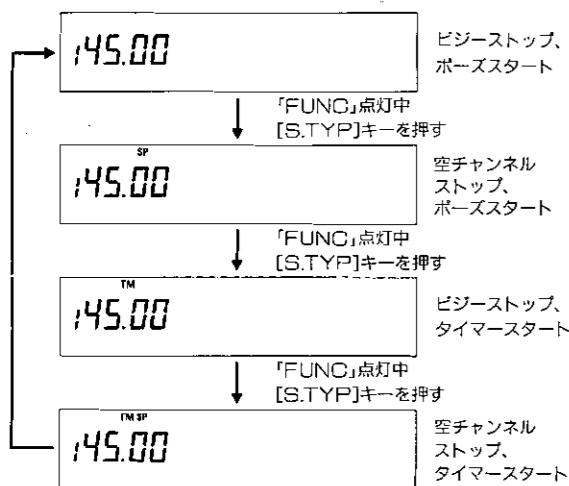 145.00
ビジーストップ、
ポーズスタート
「FUNC」点灯中
[S.TYP]キーを押す
SP
145.00
空チャンネル
ストップ、
ポーズスタート
「FUNC」点灯中
[S.TYP]キーを押す
TM
145.00
ビジーストップ、
タイマースタート
「FUNC」点灯中
[S.TYP]キーを押す
TM SP
145.00
空チャンネル
ストップ、
タイマースタート